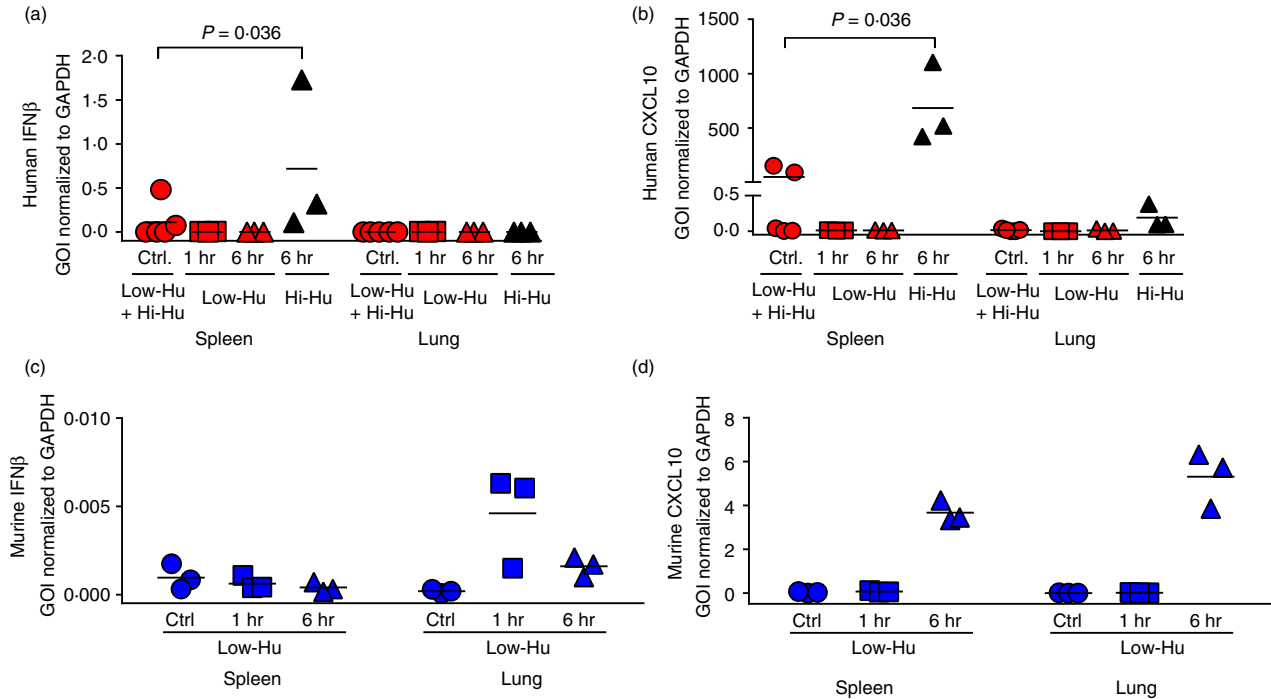 (a)
P = 0·036
Human IFNβ
GOI normalized to GAPDH
2·0
1·5
1·0
0·5
0·0
Ctrl. 1 hr 6 hr 6 hr Ctrl. 1 hr 6 hr 6 hr
Low-Hu + Hi-Hu Low-Hu Hi-Hu Low-Hu + Hi-Hu Low-Hu Hi-Hu
Spleen Lung
(b)
P = 0·036
Human CXCL10
GOI normalized to GAPDH
1500
1000
500
0·5
0·0
Ctrl. 1 hr 6 hr 6 hr Ctrl. 1 hr 6 hr 6 hr
Low-Hu + Hi-Hu Low-Hu Hi-Hu Low-Hu + Hi-Hu Low-Hu Hi-Hu
Spleen Lung
(c)
Murine IFNβ
GOI normalized to GAPDH
0·010
0·005
0·000
Ctrl 1 hr 6 hr Ctrl 1 hr 6 hr
Low-Hu Low-Hu
Spleen Lung
(d)
Murine CXCL10
GOI normalized to GAPDH
8
6
4
2
0
Ctrl 1 hr 6 hr Ctrl 1 hr 6 hr
Low-Hu Low-Hu
Spleen Lung